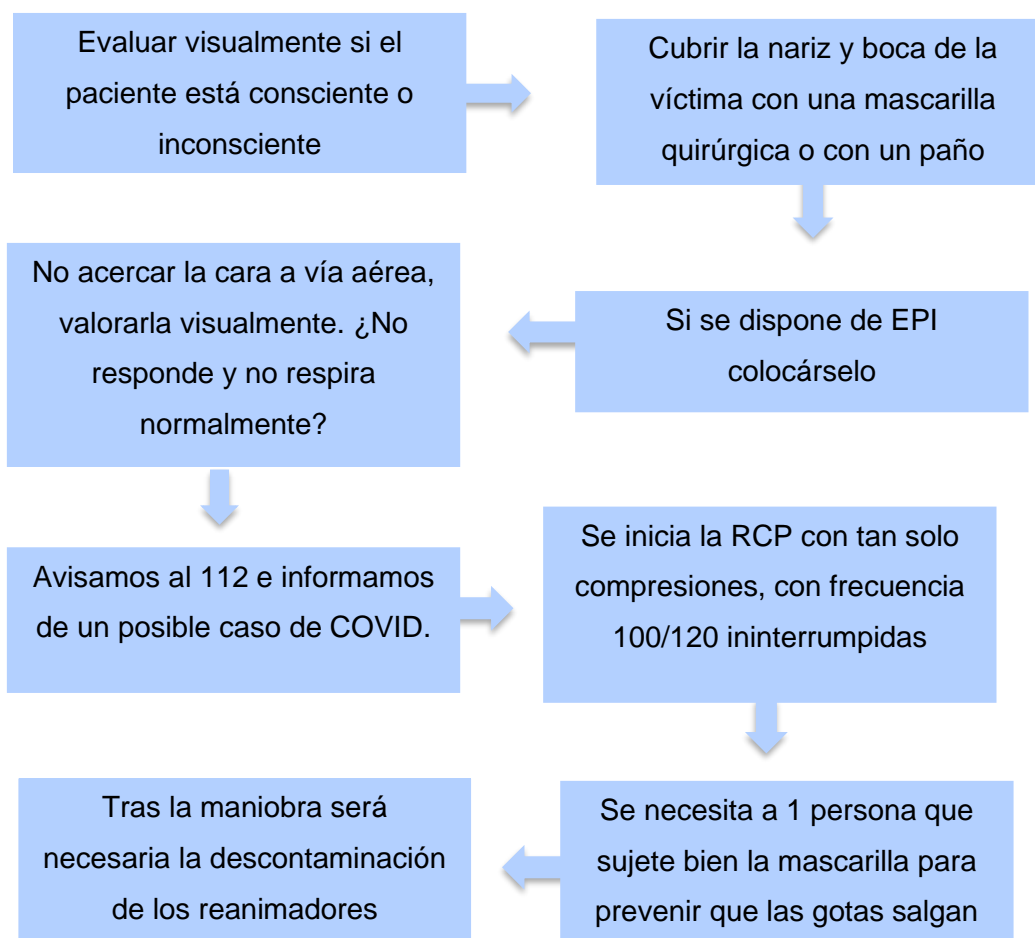 Evaluar visualmente si el
paciente está consciente o
inconsciente
Cubrir la nariz y boca de la
víctima con una mascarilla
quirúrgica o con un paño
Si se dispone de EPI
colocárselo
No acercar la cara a vía aérea,
valorarla visualmente. ¿No
responde y no respira
normalmente?
Avisamos al 112 e informamos
de un posible caso de COVID.
Se inicia la RCP con tan solo
compresiones, con frecuencia
100/120 ininterrumpidas
Se necesita a 1 persona que
sujete bien la mascarilla para
prevenir que las gotas salgan
Tras la maniobra será
necesaria la descontaminación
de los reanimadores